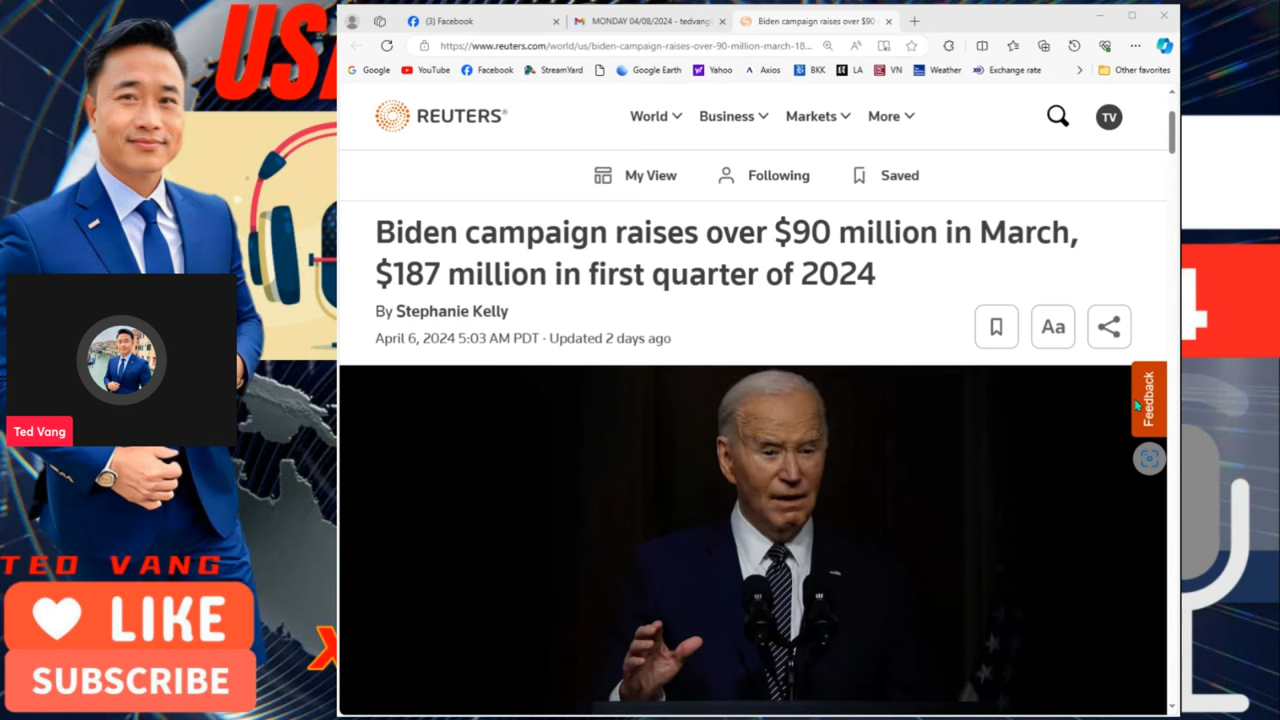 US
(3) Facebook
MONDAY 04/08/2024 - tedvang
Biden campaign raises over $90
https://www.reuters.com/world/us/biden-campaign-raises-over-90-million-march-18...
Google
YouTube
Facebook
StreamYard
Google Earth
Yahoo
Axios
BKK
LA
VN
Weather
Exchange rate
Other favorites
REUTERS
World
Business
Markets
More
TV
My View
Following
Saved
Biden campaign raises over $90 million in March,
$187 million in first quarter of 2024
By Stephanie Kelly
April 6, 2024 5:03 AM PDT · Updated 2 days ago
Aa
Feedback
Ted Vang
TED VANG
LIKE
SUBSCRIBE
X
4